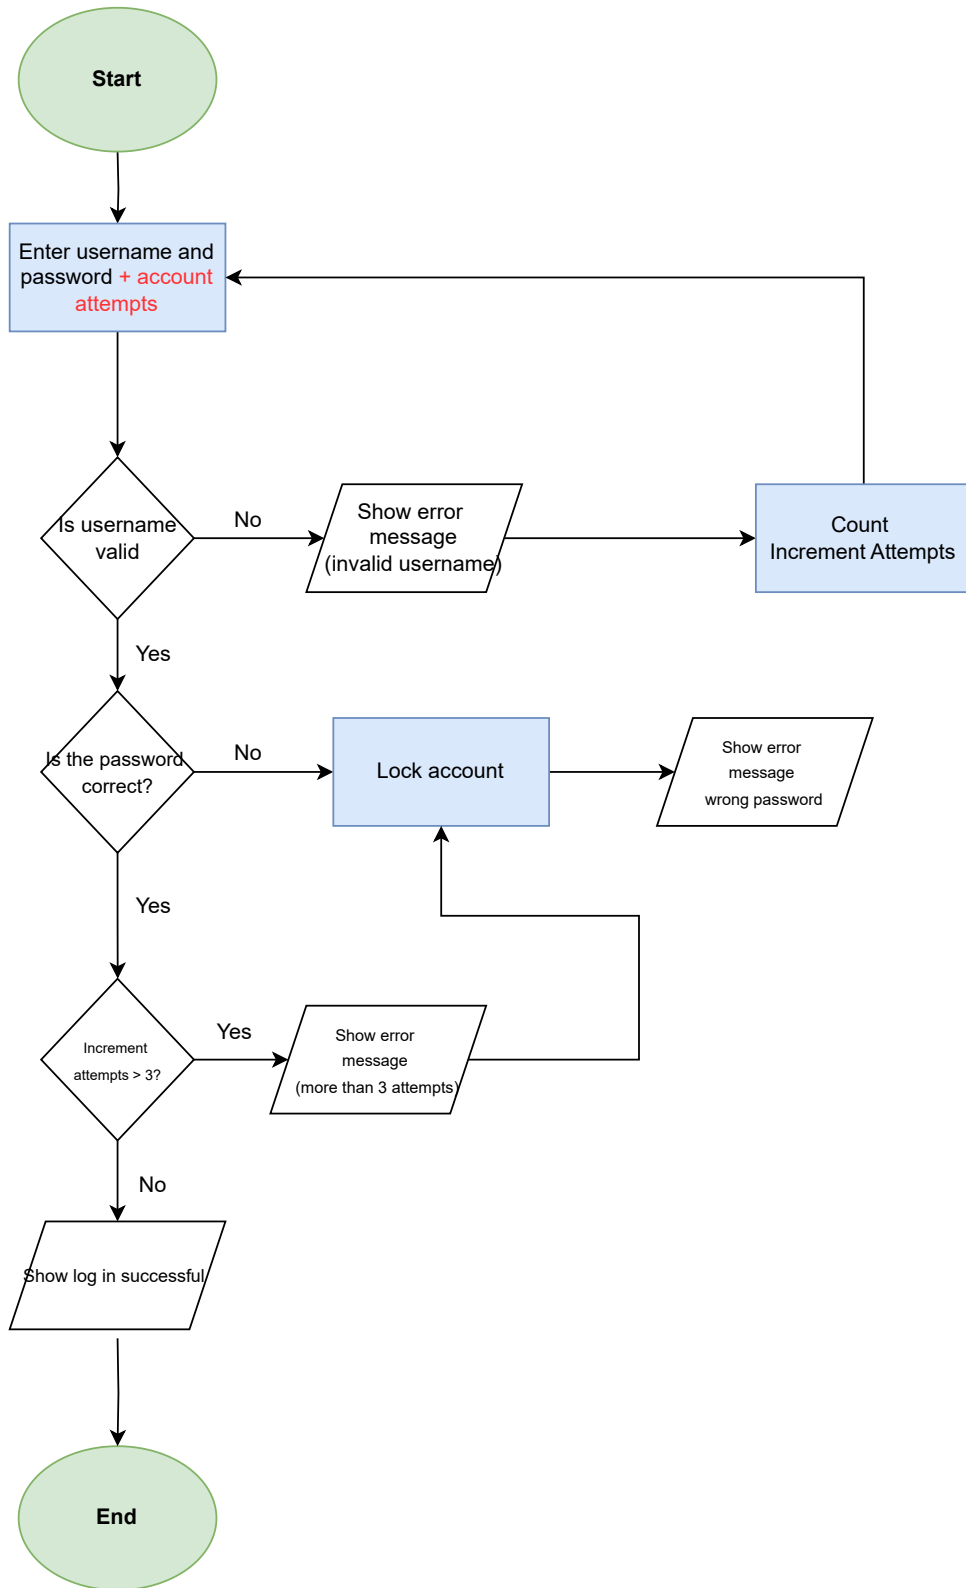 Start
Enter username and
password + account
attempts
Is username
valid
No
Show error
message
(invalid username)
Count
Increment Attempts
Yes
Is the password
correct?
No
Lock account
Show error
message
wrong password
Yes
Increment
attempts > 3?
Yes
Show error
message
(more than 3 attempts)
No
Show log in successful
End